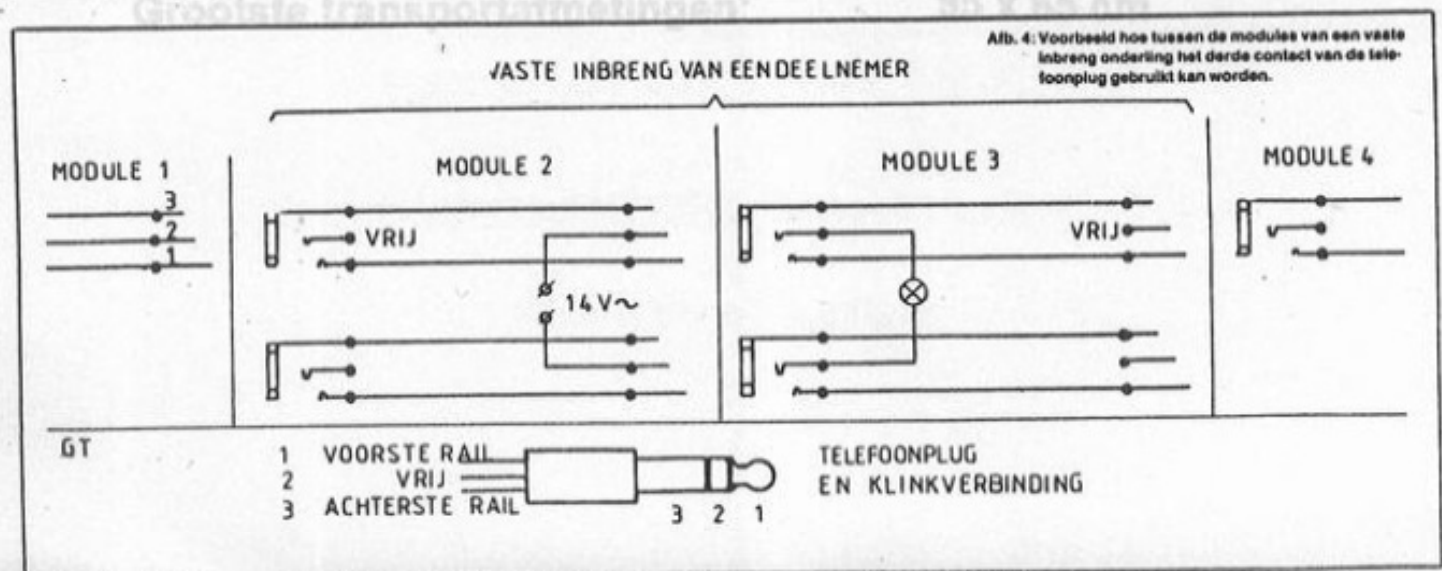 Grootste transportafmetingen:
Afb. 4: Voorbeeld hoe tussen de modules van een vaste
inbreng onderling het derde contact van de tele-
foonplug gebruikt kan worden.
VASTE INBRENG VAN EEN DEELNEMER
MODULE 1
MODULE 2
MODULE 3
MODULE 4
3
2
1
VRIJ
VRIJ
14V~
GT
1 VOORSTE RAIL
2 VRIJ
3 ACHTERSTE RAIL
3 2 1
TELEFOONPLUG
EN KLINKVERBINDING